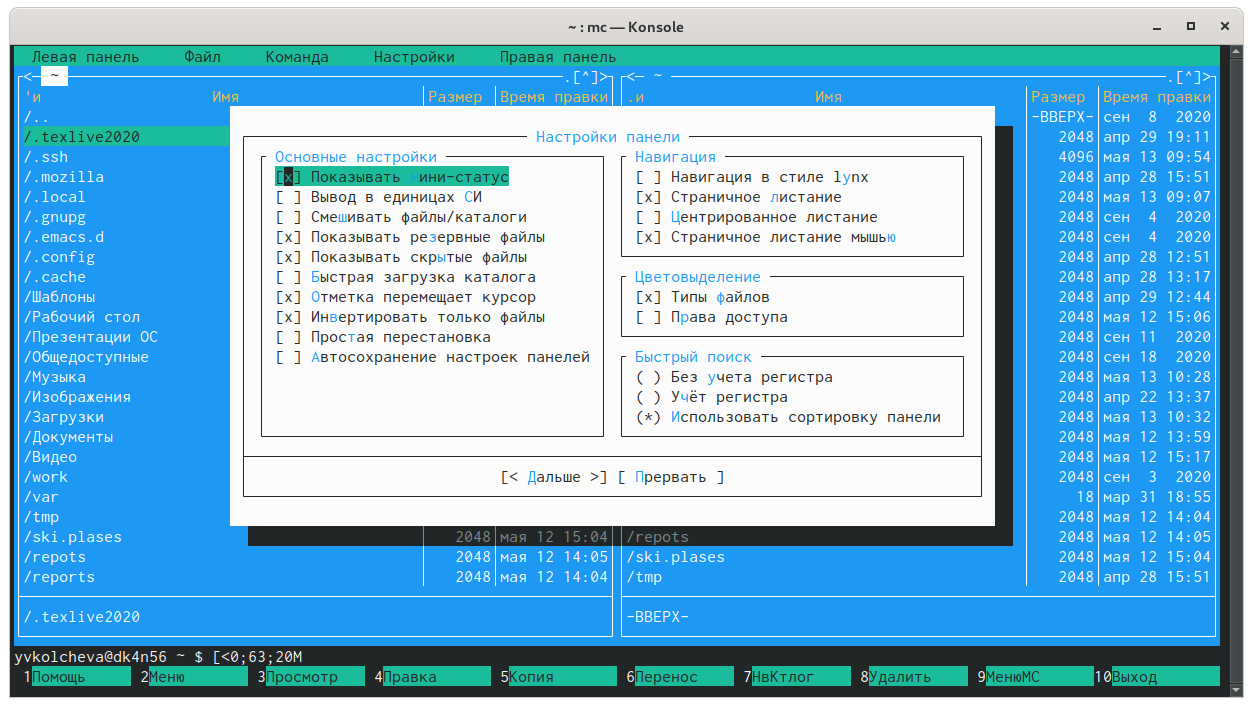 ~ : mc — Konsole
Левая панель Файл Команда Настройки Правая панель
<— ~ .[^]> <— ~ .[^]>
'и Имя Размер Время правки .и Имя Размер Время правки
/.. -ВВЕРХ- сен 8 2020
/.texlive2020 Настройки панели 2048 апр 29 19:11
/.ssh Основные настройки Навигация 4096 мая 13 09:54
/.mozilla [x] Показывать мини-статус [ ] Навигация в стиле lynx 2048 апр 28 15:51
/.local [ ] Вывод в единицах СИ [x] Страничное листание 2048 мая 13 09:07
/.gnupg [ ] Смешивать файлы/каталоги [ ] Центрированное листание 2048 сен 4 2020
/.emacs.d [x] Показывать резервные файлы [x] Страничное листание мышью 2048 сен 4 2020
/.config [x] Показывать скрытые файлы 2048 апр 28 12:51
/.cache [ ] Быстрая загрузка каталога Цветовыделение 2048 апр 28 13:17
/Шаблоны [x] Отметка перемещает курсор [x] Типы файлов 2048 апр 29 12:44
/Рабочий стол [x] Инвертировать только файлы [ ] Права доступа 2048 мая 12 15:06
/Презентации ОС [ ] Простая перестановка 2048 сен 11 2020
/Общедоступные [ ] Автосохранение настроек панелей Быстрый поиск 2048 сен 18 2020
/Музыка ( ) Без учета регистра 2048 мая 13 10:28
/Изображения ( ) Учёт регистра 2048 апр 22 13:37
/Загрузки (*) Использовать сортировку панели 2048 мая 13 10:32
/Документы 2048 мая 12 13:59
/Видео 2048 мая 12 15:17
/work [< Дальше >] [ Прервать ] 2048 сен 3 2020
/var 18 мар 31 18:55
/tmp 2048 мая 12 14:04
/ski.plases 2048 мая 12 15:04 /repots 2048 мая 12 14:05
/repots 2048 мая 12 14:05 /ski.plases 2048 мая 12 15:04
/reports 2048 мая 12 14:04 /tmp 2048 апр 28 15:51
/.texlive2020 -ВВЕРХ-
yvkolcheva@dk4n56 ~ $ [<0;63;20M
1Помощь 2Меню 3Просмотр 4Правка 5Копия 6Перенос 7НвКтлог 8Удалить 9МенюМС 10Выход